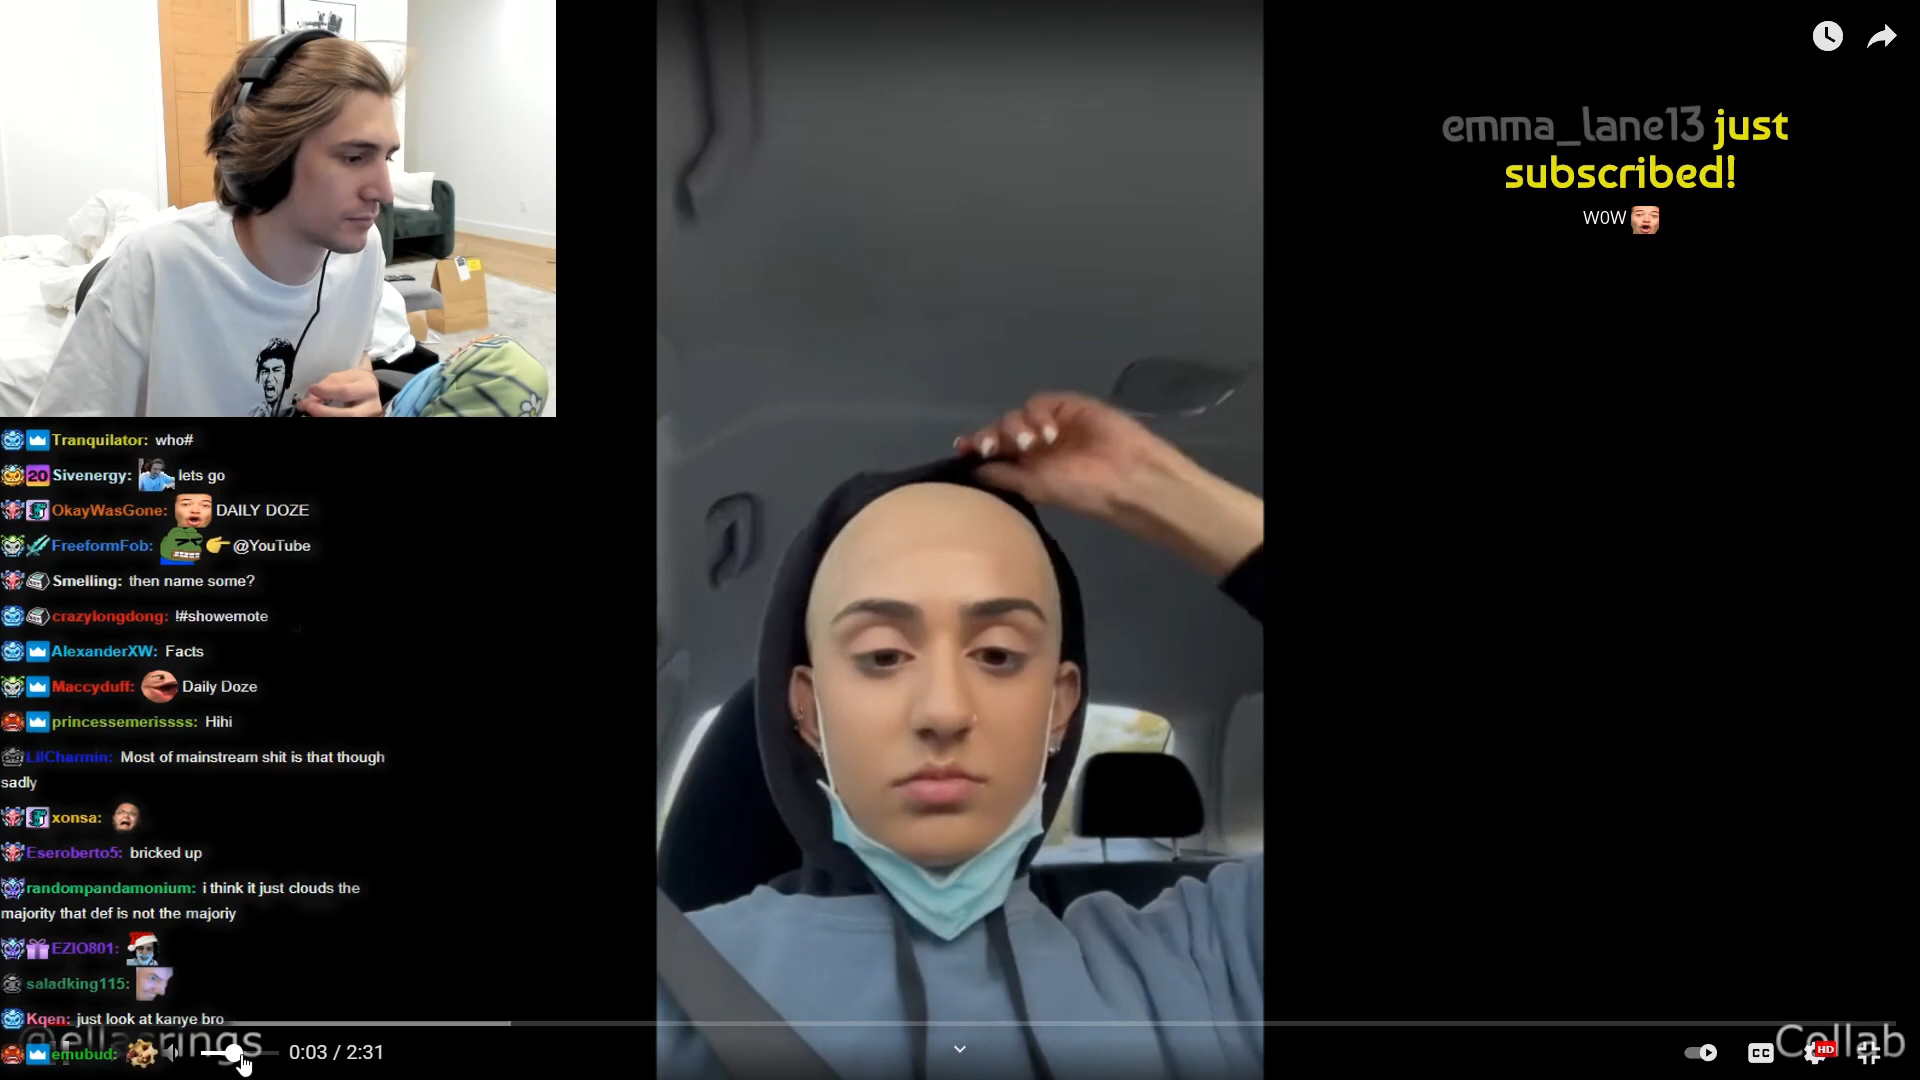 emma_lane13 just
subscribed!
WOW
Tranquilator: who#
20 Sivenergy: lets go
OkayWasGone: DAILY DOZE
FreeformFob: @YouTube
Smelling: then name some?
crazylongdong: !#showemote
AlexanderXW: Facts
Maccyduff: Daily Doze
princessemerissss: Hihi
LilCharmin: Most of mainstream shit is that though
sadly
xonsa:
Eseroberto5: bricked up
randompandamonium: i think it just clouds the
majority that def is not the majoriy
EZIO801:
saladking115:
Kqen: just look at kanye bro
emubud:
0:03 / 2:31
CC
HD
Collab